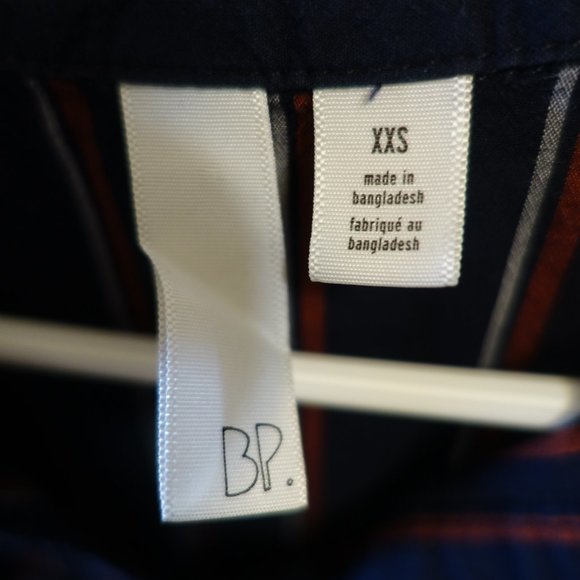 XXS
made in
bangladesh
fabriqué au
bangladesh
BP.